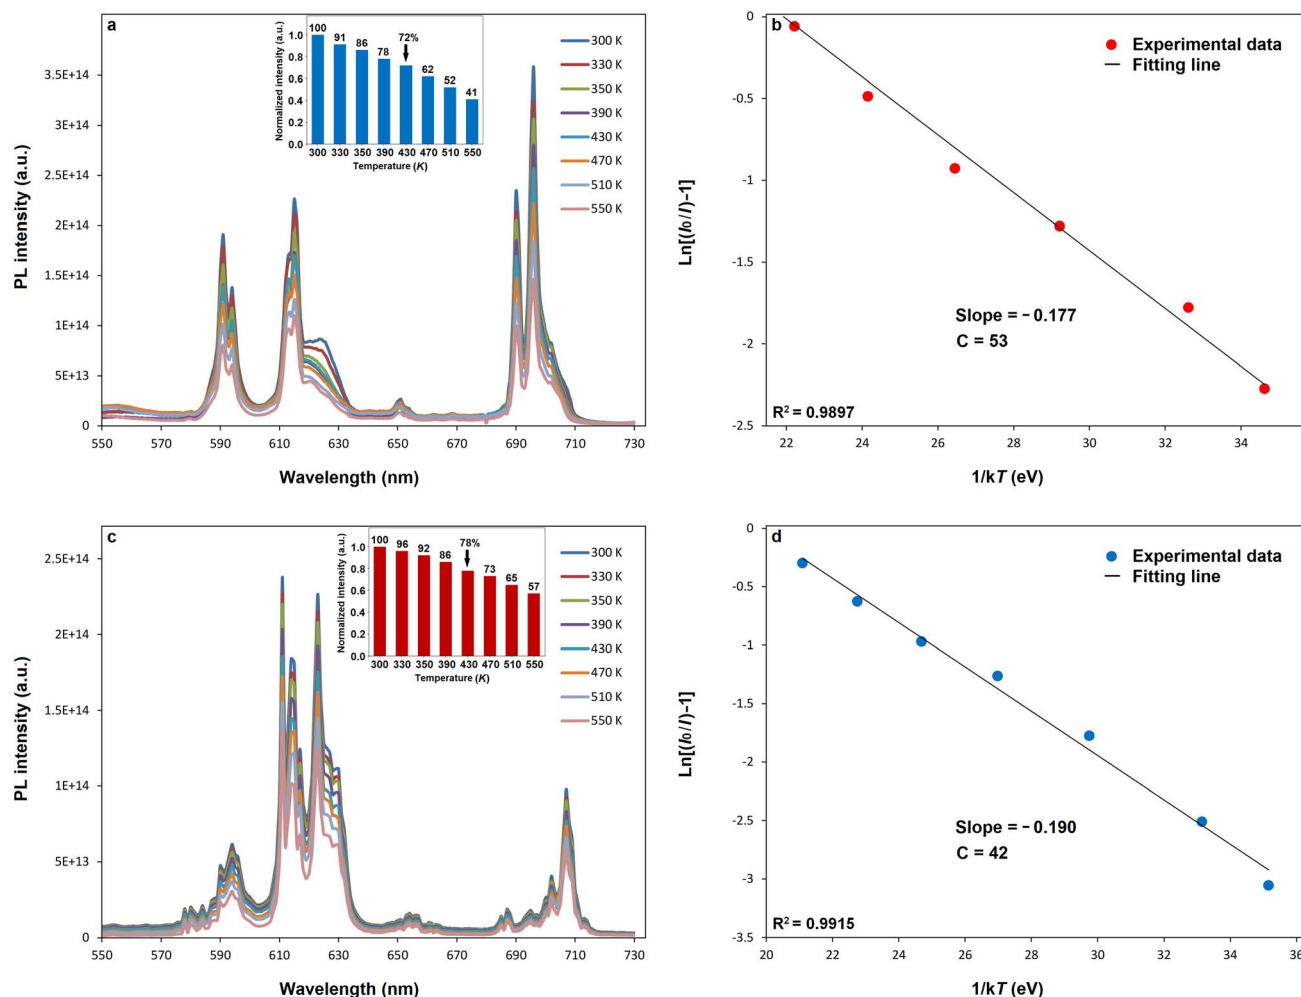 a
PL intensity (a.u.)
3.5E+14
3E+14
2.5E+14
2E+14
1.5E+14
1E+14
5E+13
0
550
590
610
630
670
690
710
730
Wavelength (nm)
Normalized intensity (a.u.)
1.0
0.8
0.6
0.4
0.2
0.0
100
91
86
78
72%
62
52
41
300 330 350 390 430 470 510 550
Temperature (K)
300 K
330 K
350 K
390 K
430 K
470 K
510 K
550 K
b
Ln[(I0/I)-1]
0
-0.5
-1
-1.5
-2
-2.5
22
24
26
28
30
32
34
1/kT (eV)
Experimental data
Fitting line
Slope = -0.177
C = 53
R² = 0.9897
c
PL intensity (a.u.)
2.5E+14
2E+14
1.5E+14
1E+14
5E+13
0
550
590
610
630
670
690
710
730
Wavelength (nm)
Normalized intensity (a.u.)
1.0
0.8
0.6
0.4
0.2
0.0
100
96
92
86
78%
73
65
57
300 330 350 390 430 470 510 550
Temperature (K)
300 K
330 K
350 K
390 K
430 K
470 K
510 K
550 K
d
Ln[(I0/I)-1]
0
-0.5
-1
-1.5
-2
-2.5
-3
-3.5
20
22
24
26
28
30
32
34
36
1/kT (eV)
Experimental data
Fitting line
Slope = -0.190
C = 42
R² = 0.9915